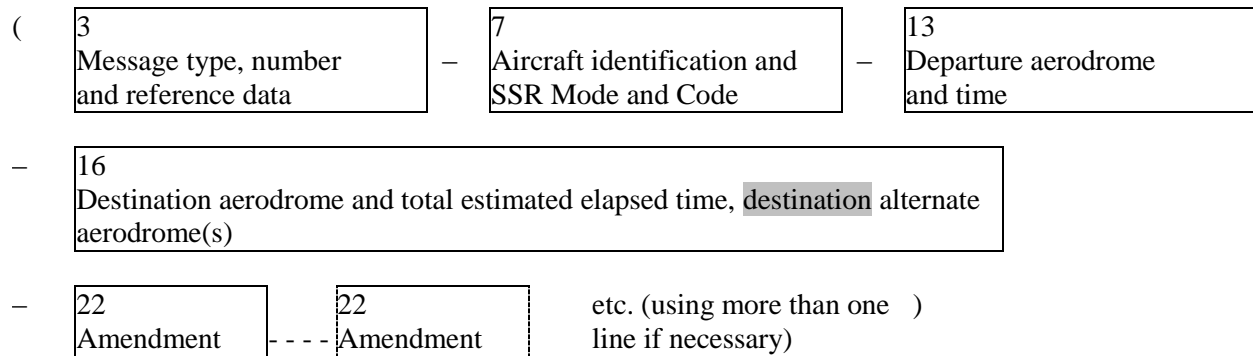 ( 3 7 13
Message type, number – Aircraft identification and – Departure aerodrome
and reference data SSR Mode and Code and time
– 16
Destination aerodrome and total estimated elapsed time, destination alternate
aerodrome(s)
– 22 22 etc. (using more than one )
Amendment - - - - Amendment line if necessary)